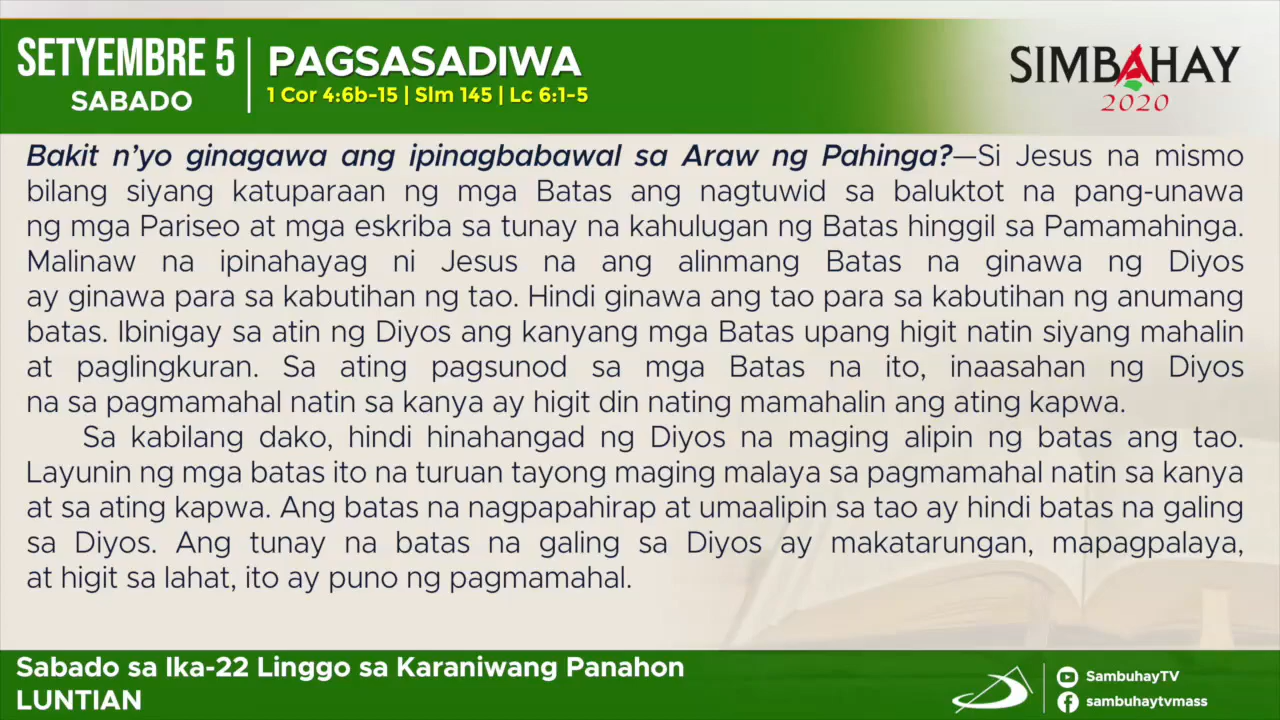 SETYEMBRE 5
SABADO
PAGSASADIWA
1 Cor 4:6b-15 | Slm 145 | Lc 6:1-5
SIMBAHAY
2020
Bakit n'yo ginagawa ang ipinagbabawal sa Araw ng Pahinga?—Si Jesus na mismo
bilang siyang katuparaan ng mga Batas ang nagtuwid sa baluktot na pang-unawa
ng mga Pariseo at mga eskriba sa tunay na kahulugan ng Batas hinggil sa Pamamahinga.
Malinaw na ipinahayag ni Jesus na ang alinmang Batas na ginawa ng Diyos
ay ginawa para sa kabutihan ng tao. Hindi ginawa ang tao para sa kabutihan ng anumang
batas. Ibinigay sa atin ng Diyos ang kanyang mga Batas upang higit natin siyang mahalin
at paglingkuran. Sa ating pagsunod sa mga Batas na ito, inaasahan ng Diyos
na sa pagmamahal natin sa kanya ay higit din nating mamahalin ang ating kapwa.
Sa kabilang dako, hindi hinahangad ng Diyos na maging alipin ng batas ang tao.
Layunin ng mga batas ito na turuan tayong maging malaya sa pagmamahal natin sa kanya
at sa ating kapwa. Ang batas na nagpapahirap at umaalipin sa tao ay hindi batas na galing
sa Diyos. Ang tunay na batas na galing sa Diyos ay makatarungan, mapagpalaya,
at higit sa lahat, ito ay puno ng pagmamahal.
Sabado sa Ika-22 Linggo sa Karaniwang Panahon
LUNTIAN
SambuhayTV
sambuhaytvmass